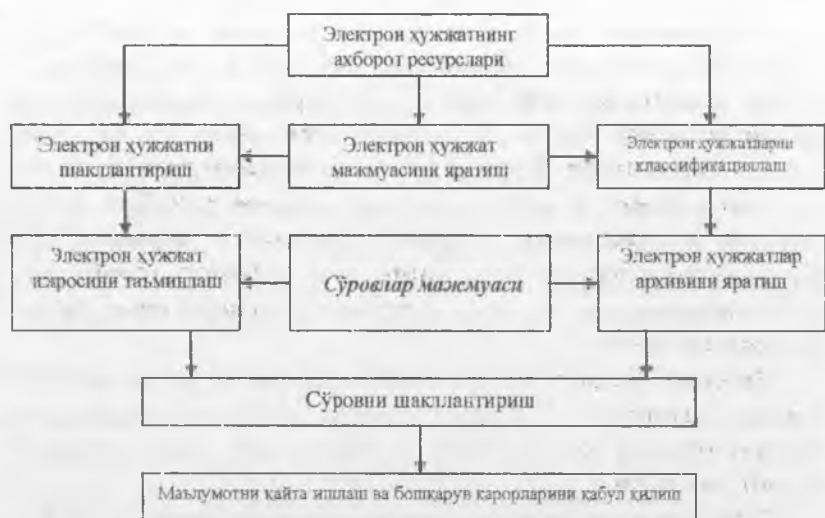 Электрон ҳужжатнинг
ахборот ресурслари
Электрон ҳужжатни
шакллантириш
Электрон ҳужжат
мажмуасини яратиш
Электрон ҳужжатларни
классификациялаш
Электрон ҳужжат
ижросини таъминлаш
Сўровлар мажмуаси
Электрон ҳужжатлар
архивини яратиш
Сўровни шакллантириш
Маълумотни қайта ишлаш ва бошқарув қарорларини қабул қилиш